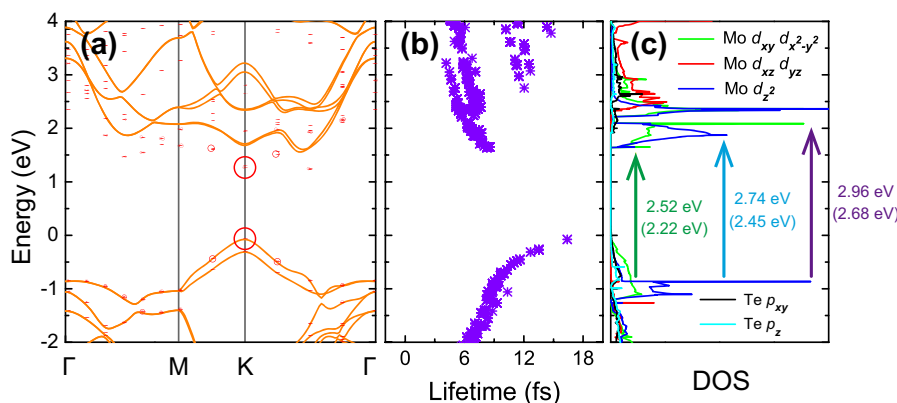 (a)
(b)
(c)
Energy (eV)
4
3
2
1
0
-1
-2
Γ
M
K
Γ
0
6
12
18
Lifetime (fs)
Mo dxy dx²-y²
Mo dxz dyz
Mo dz²
2.52 eV
(2.22 eV)
2.74 eV
(2.45 eV)
2.96 eV
(2.68 eV)
Te pxy
Te pz
DOS